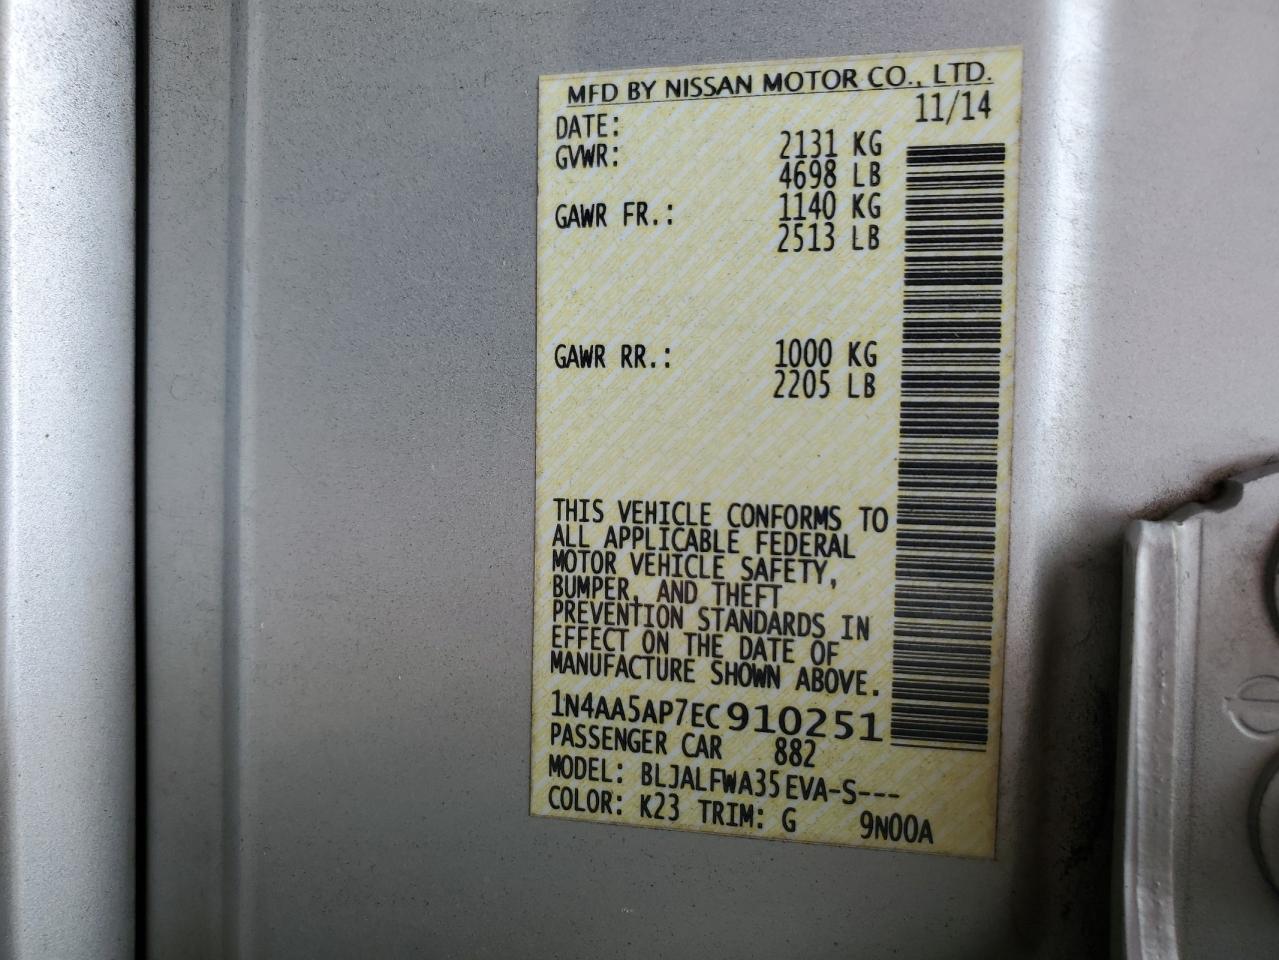 MFD BY NISSAN MOTOR CO., LTD.
DATE: 11/14
GVWR: 2131 KG
4698 LB
GAWR FR.: 1140 KG
2513 LB
GAWR RR.: 1000 KG
2205 LB
THIS VEHICLE CONFORMS TO
ALL APPLICABLE FEDERAL
MOTOR VEHICLE SAFETY,
BUMPER, AND THEFT
PREVENTION STANDARDS IN
EFFECT ON THE DATE OF
MANUFACTURE SHOWN ABOVE.
1N4AA5AP7EC910251
PASSENGER CAR 882
MODEL: BLJALFWA35EVA-S---
COLOR: K23 TRIM: G 9N00A